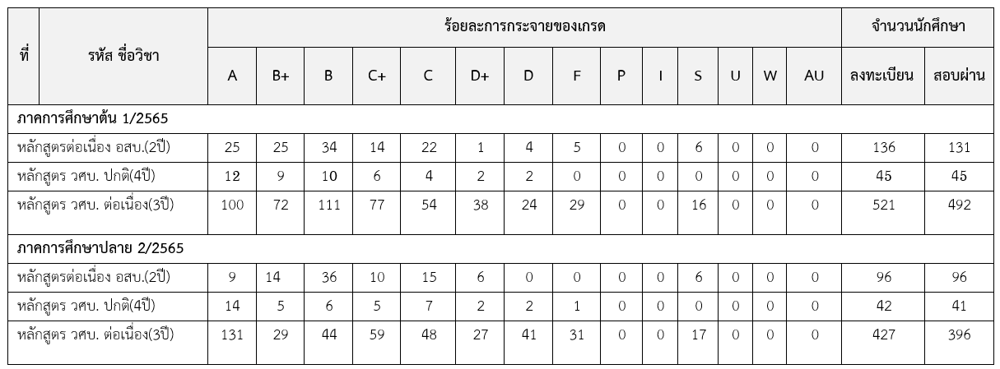 ที่ รหัส ชื่อวิชา ร้อยละการกระจายของเกรด จำนวนนักศึกษา
A B+ B C+ C D+ D F P I S U W AU ลงทะเบียน สอบผ่าน
ภาคการศึกษาต้น 1/2565
หลักสูตรต่อเนื่อง อสบ.(2ปี) 25 25 34 14 22 1 4 5 0 0 6 0 0 0 136 131
หลักสูตร วศบ. ปกติ(4ปี) 12 9 10 6 4 2 2 0 0 0 0 0 0 0 45 45
หลักสูตร วศบ. ต่อเนื่อง(3ปี) 100 72 111 77 54 38 24 29 0 0 16 0 0 0 521 492
ภาคการศึกษาปลาย 2/2565
หลักสูตรต่อเนื่อง อสบ.(2ปี) 9 14 36 10 15 6 0 0 0 0 6 0 0 0 96 96
หลักสูตร วศบ. ปกติ(4ปี) 14 5 6 5 7 2 2 1 0 0 0 0 0 0 42 41
หลักสูตร วศบ. ต่อเนื่อง(3ปี) 131 29 44 59 48 27 41 31 0 0 17 0 0 0 427 396